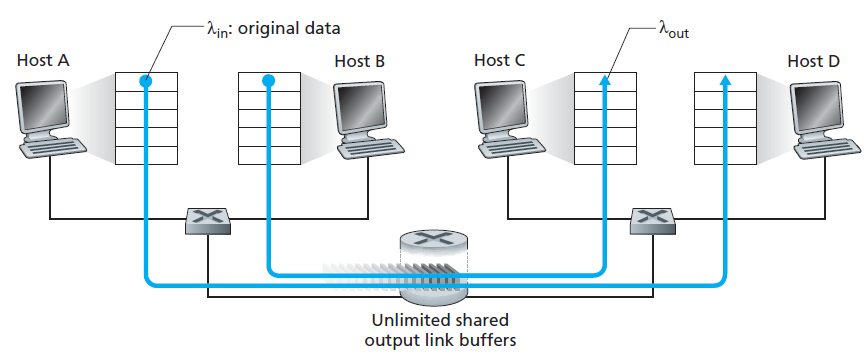 λin: original data
λout
Host A
Host B
Host C
Host D
Unlimited shared
output link buffers